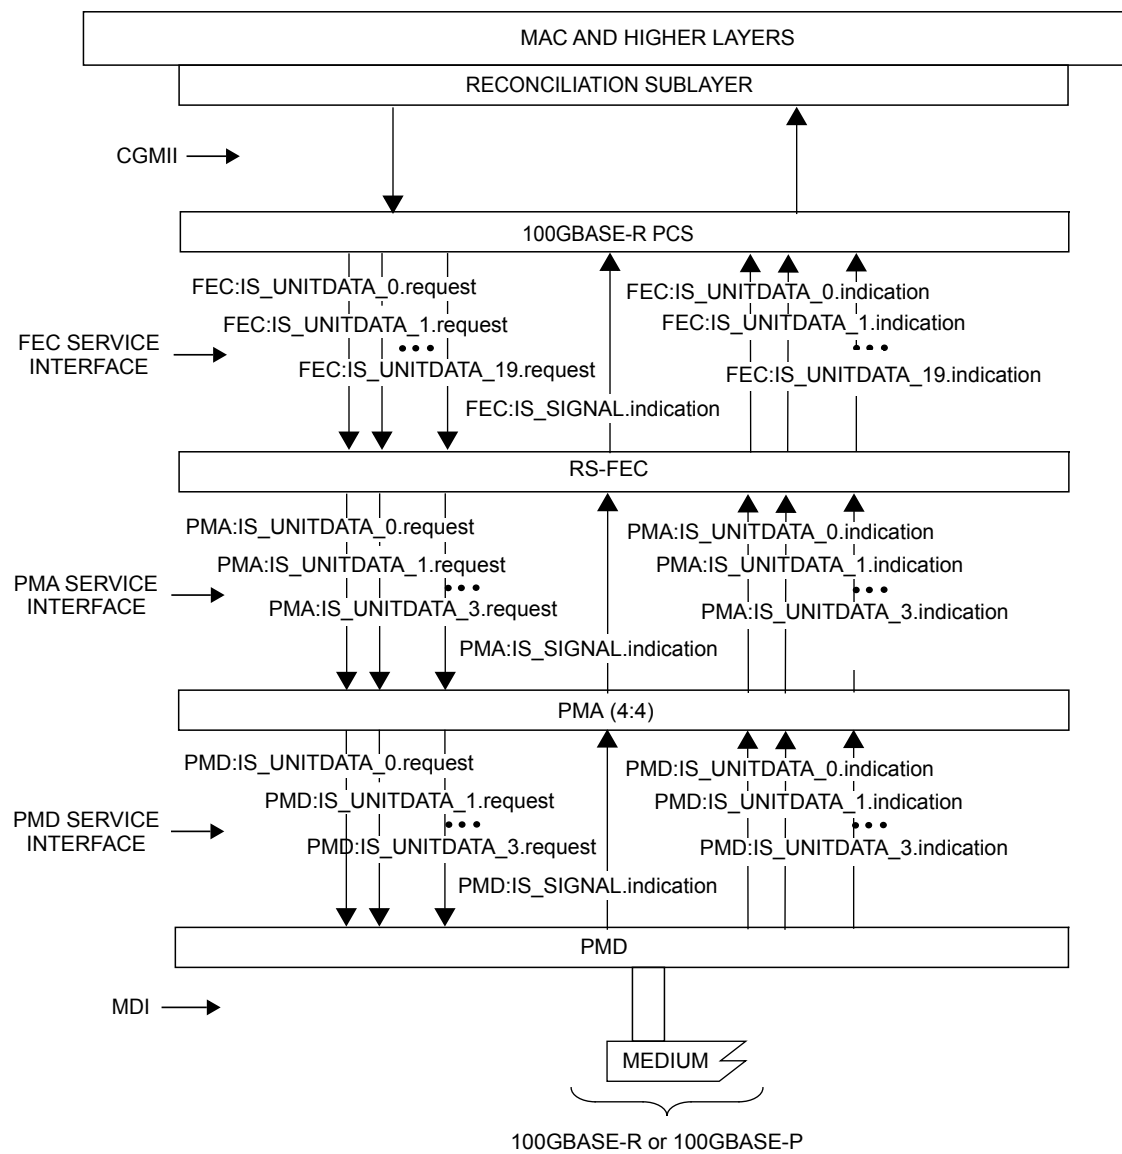 MAC AND HIGHER LAYERS
RECONCILIATION SUBLAYER
CGMII
100GBASE-R PCS
FEC:IS_UNITDATA_0.request
FEC:IS_UNITDATA_0.indication
FEC:IS_UNITDATA_1.request
FEC:IS_UNITDATA_1.indication
FEC SERVICE
INTERFACE
FEC:IS_UNITDATA_19.request
FEC:IS_UNITDATA_19.indication
FEC:IS_SIGNAL.indication
RS-FEC
PMA:IS_UNITDATA_0.request
PMA:IS_UNITDATA_0.indication
PMA:IS_UNITDATA_1.request
PMA:IS_UNITDATA_1.indication
PMA SERVICE
INTERFACE
PMA:IS_UNITDATA_3.request
PMA:IS_UNITDATA_3.indication
PMA:IS_SIGNAL.indication
PMA (4:4)
PMD:IS_UNITDATA_0.request
PMD:IS_UNITDATA_0.indication
PMD:IS_UNITDATA_1.request
PMD:IS_UNITDATA_1.indication
PMD SERVICE
INTERFACE
PMD:IS_UNITDATA_3.request
PMD:IS_UNITDATA_3.indication
PMD:IS_SIGNAL.indication
PMD
MDI
MEDIUM
100GBASE-R or 100GBASE-P